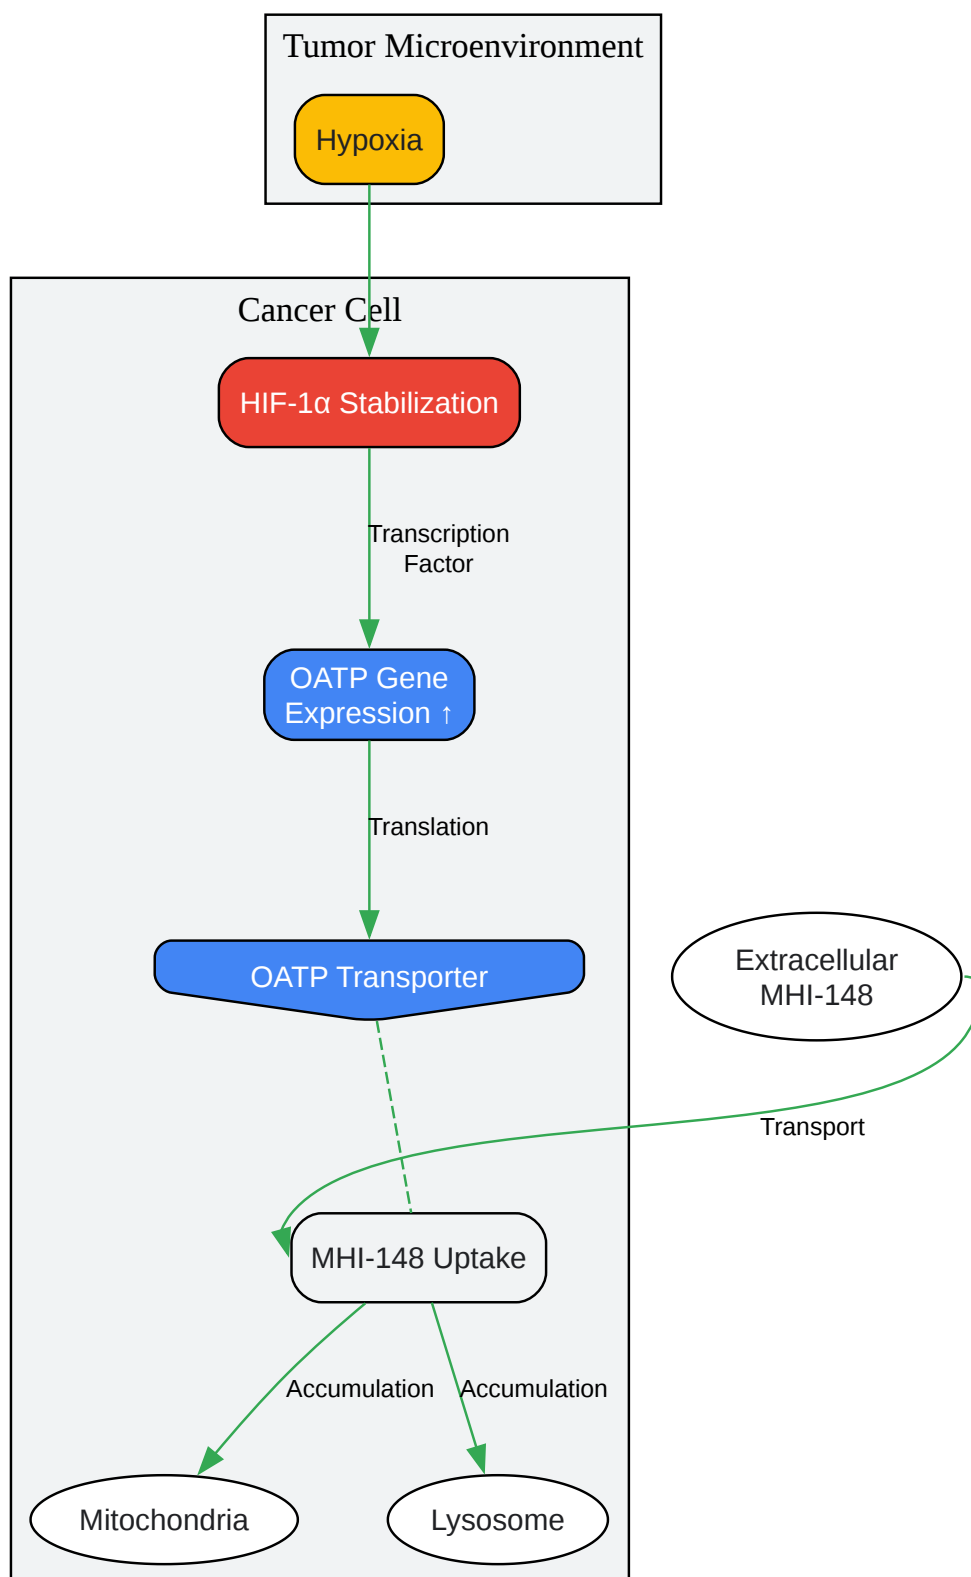 Tumor Microenvironment
Hypoxia
Cancer Cell
HIF-1α Stabilization
Transcription
Factor
OATP Gene
Expression ↑
Translation
OATP Transporter
Extracellular
MHI-148
Transport
MHI-148 Uptake
Accumulation
Accumulation
Mitochondria
Lysosome